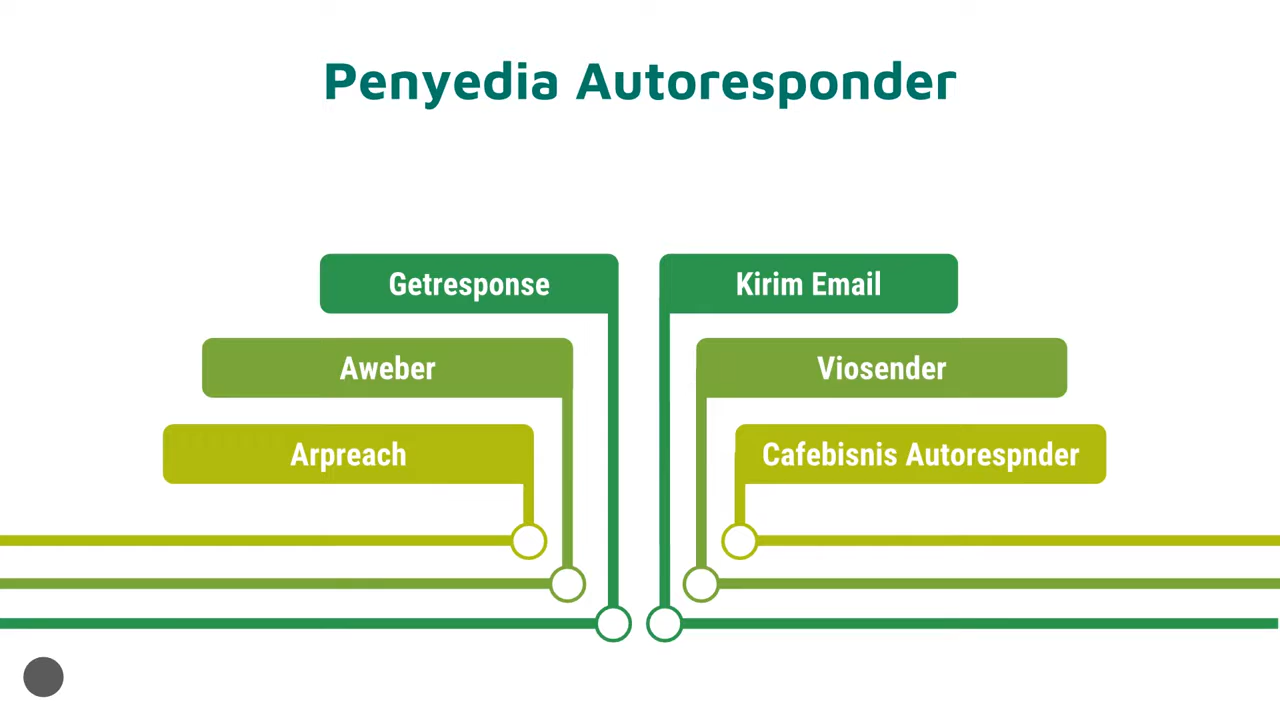 Penyedia Autoresponder
Getresponse
Kirim Email
Aweber
Viosender
Arpreach
Cafebisnis Autorespnder